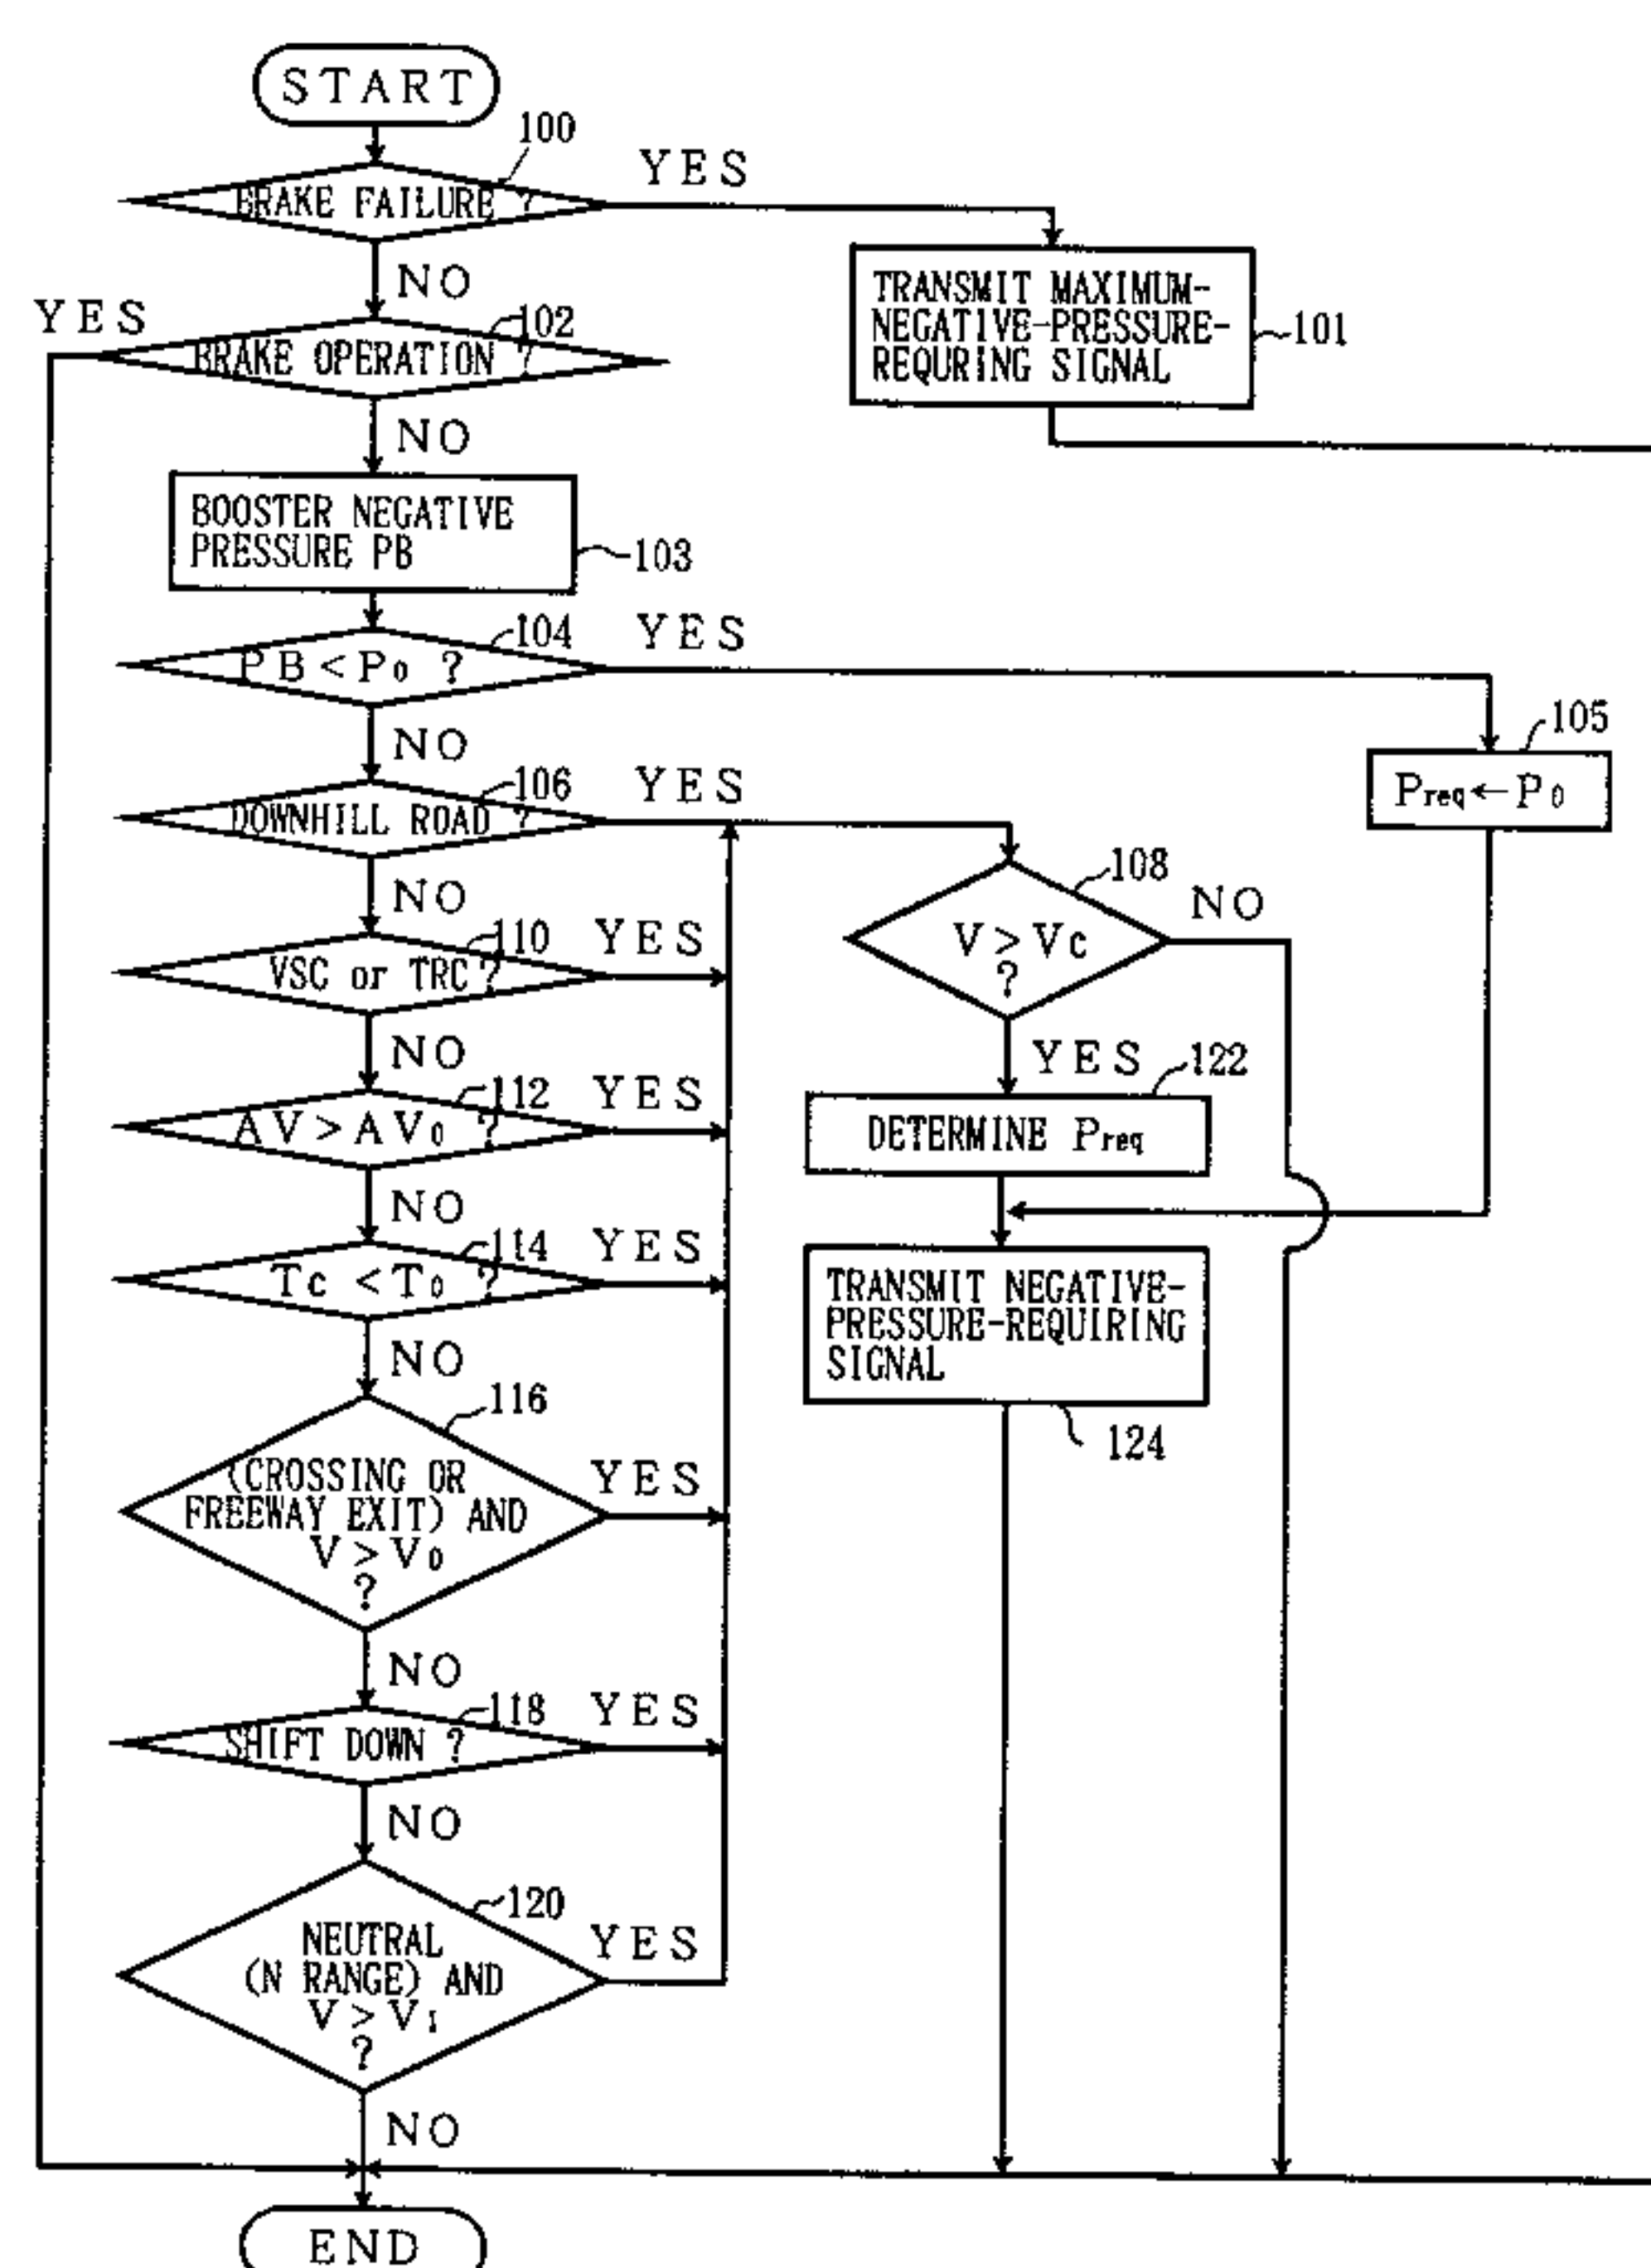 START
100
YES
BRAKE FAILURE ?
TRANSMIT MAXIMUM-
NEGATIVE-PRESSURE-
REQURING SIGNAL
101
NO
YES
102
BRAKE OPERATION ?
NO
BOOSTER NEGATIVE
PRESSURE PB
103
104
YES
PB < P0 ?
105
Preq ← P0
NO
106
YES
DOWNHILL ROAD ?
108
NO
V > VC
?
NO
110
YES
VSC or TRC ?
YES
122
DETERMINE Preq
NO
112
YES
AV > AV0 ?
NO
114
YES
TC < T0 ?
TRANSMIT NEGATIVE-
PRESSURE-REQUIRING
SIGNAL
124
NO
116
(CROSSING OR
FREEWAY EXIT) AND
V > V0
?
YES
NO
118
YES
SHIFT DOWN ?
NO
120
NEUTRAL
(N RANGE) AND
V > V1
?
YES
NO
END